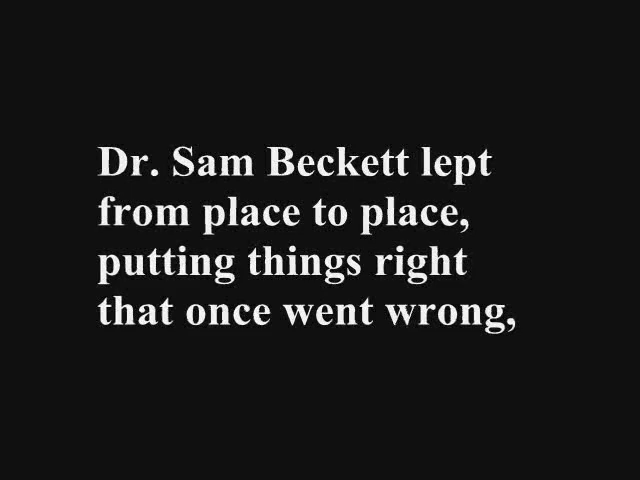 Dr. Sam Beckett lept
from place to place,
putting things right
that once went wrong,